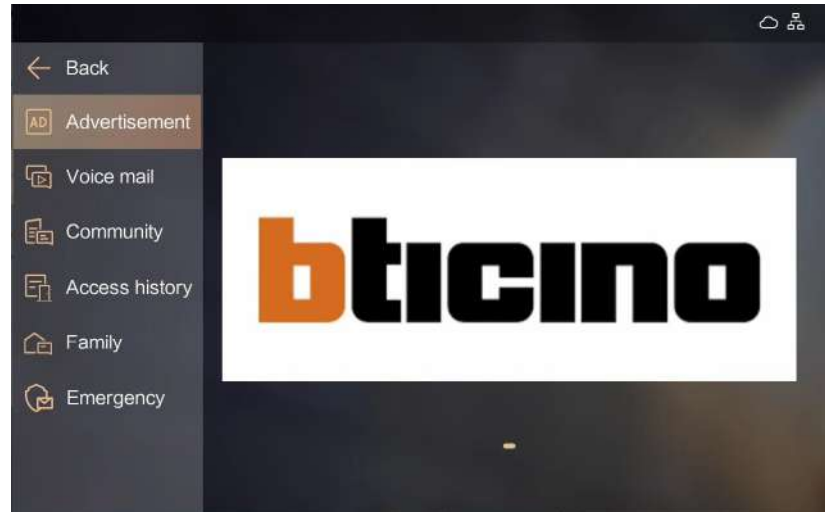 Back
AD Advertisement
Voice mail
Community
Access history
Family
Emergency
bticino